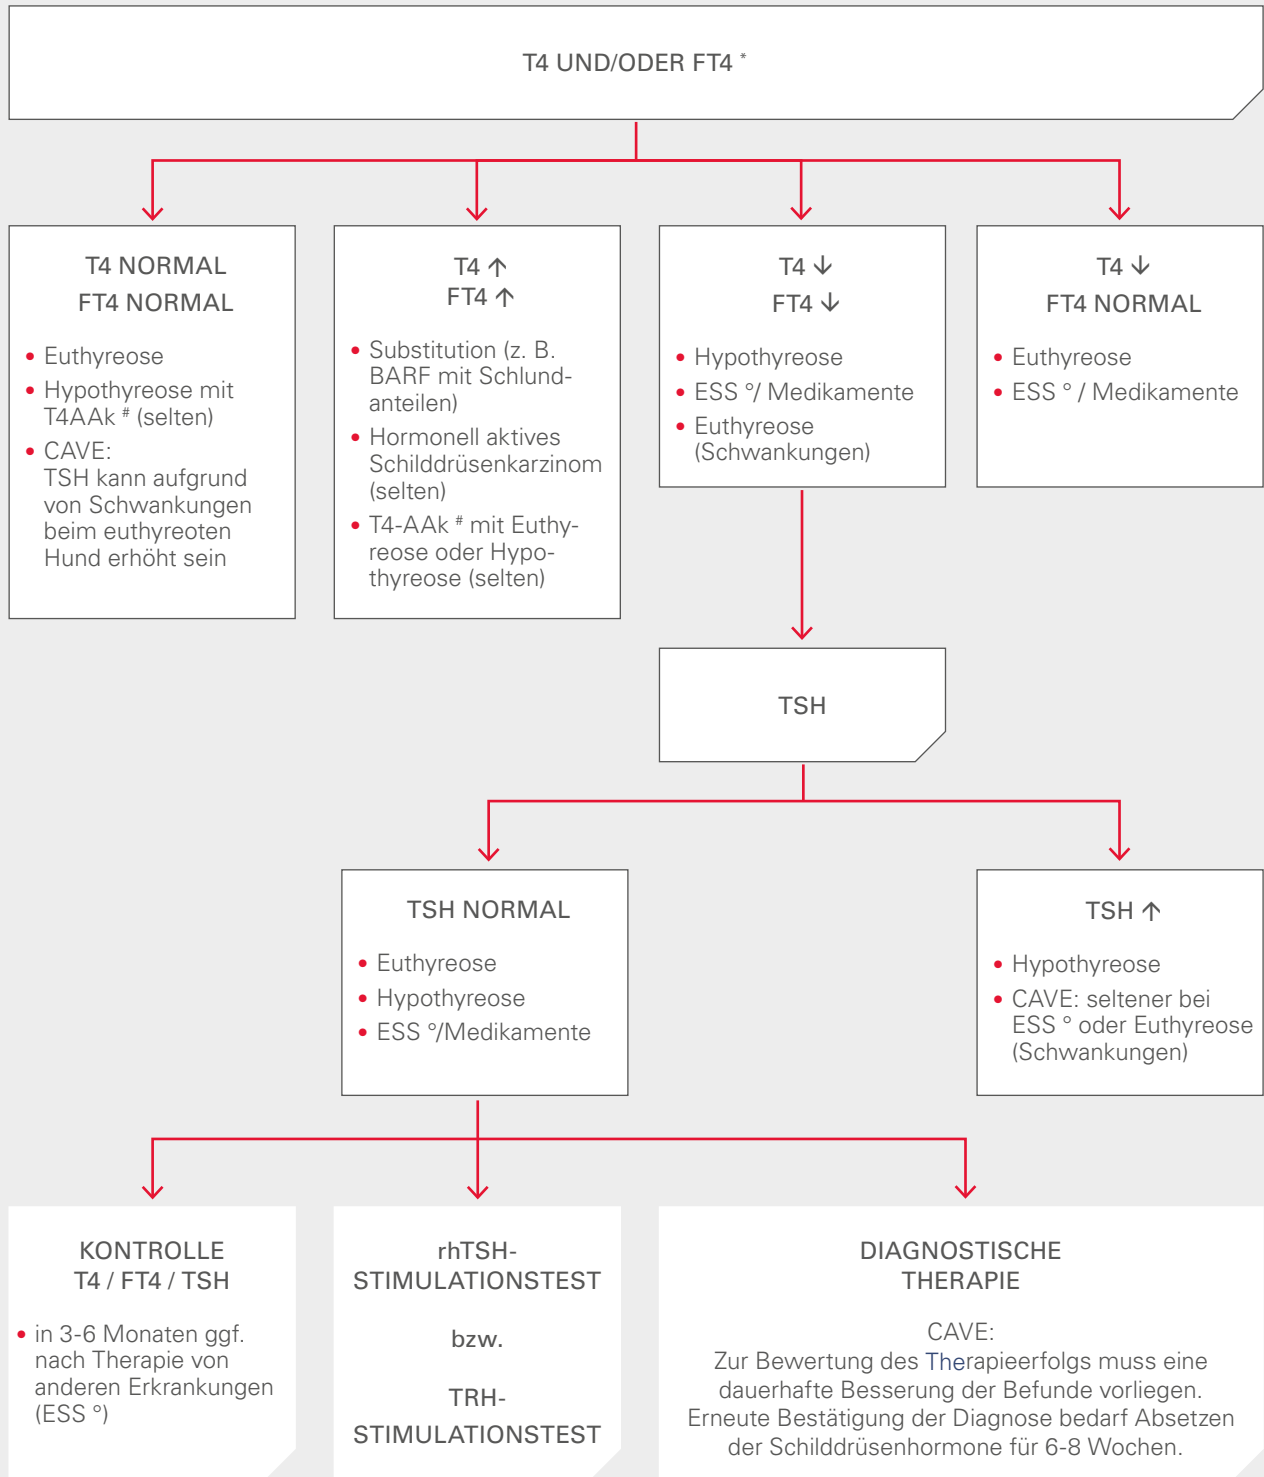 T4 UND/ODER FT4 *
T4 NORMAL
FT4 NORMAL
• Euthyreose
• Hypothyreose mit
T4AAk # (selten)
• CAVE:
TSH kann aufgrund
von Schwankungen
beim euthyreoten
Hund erhöht sein
T4 ↑
FT4 ↑
• Substitution (z. B.
BARF mit Schlund-
anteilen)
• Hormonell aktives
Schilddrüsenkarzinom
(selten)
• T4-AAk # mit Euthy-
reose oder Hypo-
thyreose (selten)
T4 ↓
FT4 ↓
• Hypothyreose
• ESS °/ Medikamente
• Euthyreose
(Schwankungen)
T4 ↓
FT4 NORMAL
• Euthyreose
• ESS ° / Medikamente
TSH
TSH NORMAL
• Euthyreose
• Hypothyreose
• ESS °/Medikamente
TSH ↑
• Hypothyreose
• CAVE: seltener bei
ESS ° oder Euthyreose
(Schwankungen)
KONTROLLE
T4 / FT4 / TSH
• in 3-6 Monaten ggf.
nach Therapie von
anderen Erkrankungen
(ESS °)
rhTSH-
STIMULATIONSTEST
bzw.
TRH-
STIMULATIONSTEST
DIAGNOSTISCHE
THERAPIE
CAVE:
Zur Bewertung des Therapieerfolgs muss eine
dauerhafte Besserung der Befunde vorliegen.
Erneute Bestätigung der Diagnose bedarf Absetzen
der Schilddrüsenhormone für 6-8 Wochen.